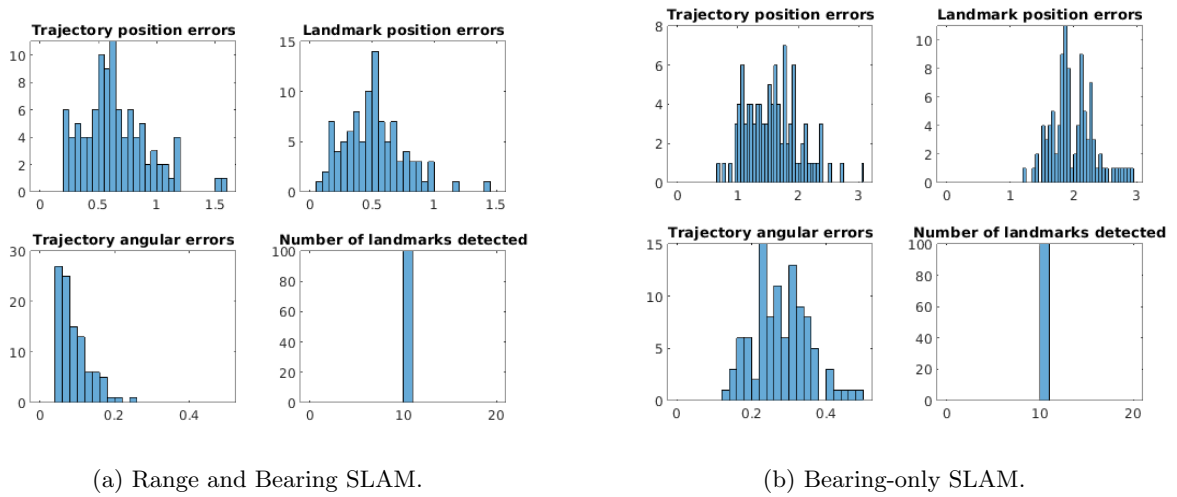 Trajectory position errors
10
8
6
4
2
0
0 0.5 1 1.5
Landmark position errors
15
10
5
0
0 0.5 1 1.5
Trajectory angular errors
30
20
10
0
0 0.2 0.4
Number of landmarks detected
100
80
60
40
20
0
0 10 20
(a) Range and Bearing SLAM.
Trajectory position errors
8
6
4
2
0
0 1 2 3
Landmark position errors
10
8
6
4
2
0
0 1 2 3
Trajectory angular errors
15
10
5
0
0 0.2 0.4
Number of landmarks detected
100
80
60
40
20
0
0 10 20
(b) Bearing-only SLAM.